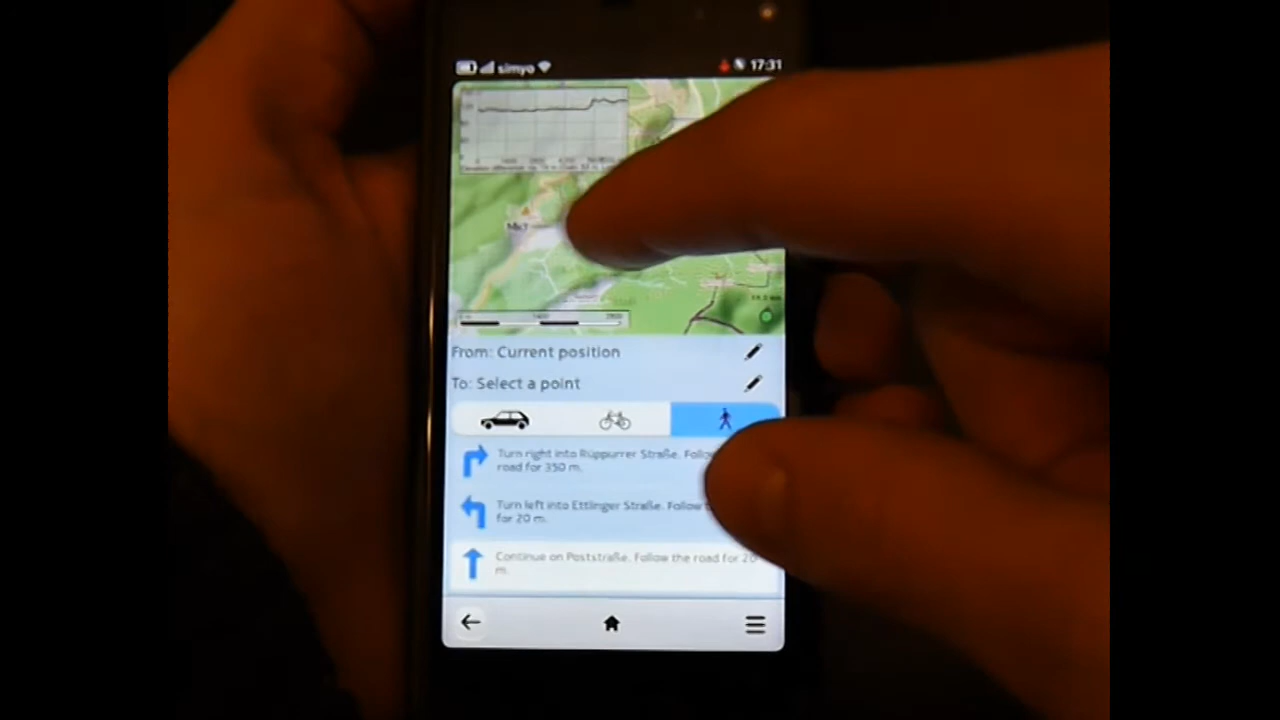 simyo 17:31
From: Current position
To: Select a point
Turn right into Rüppurrer Straße. Follow
road for 350 m.
Turn left into Ettlinger Straße. Follow
for 20 m.
Continue on Poststraße. Follow the road for 20
m.